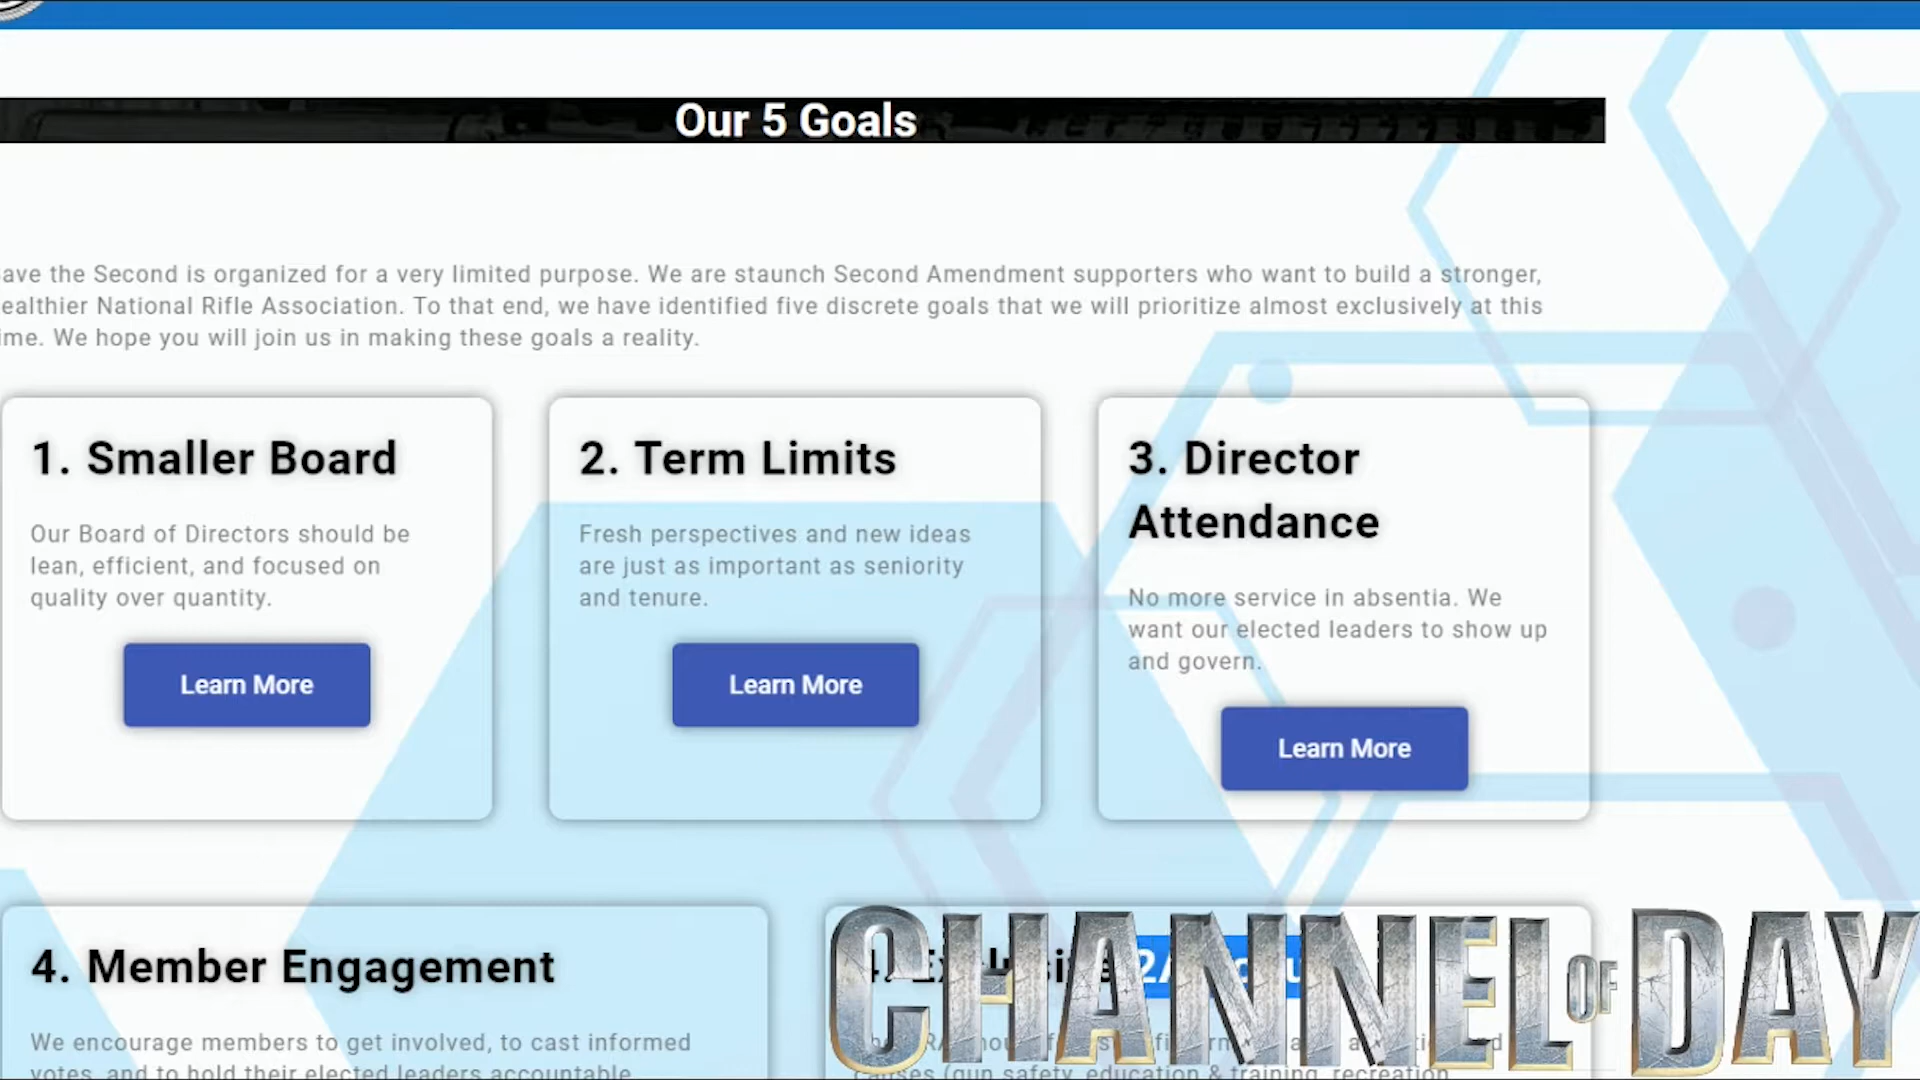 Our 5 Goals
ave the Second is organized for a very limited purpose. We are staunch Second Amendment supporters who want to build a stronger,
ealthier National Rifle Association. To that end, we have identified five discrete goals that we will prioritize almost exclusively at this
ime. We hope you will join us in making these goals a reality.
1. Smaller Board
Our Board of Directors should be
lean, efficient, and focused on
quality over quantity.
Learn More
2. Term Limits
Fresh perspectives and new ideas
are just as important as seniority
and tenure.
Learn More
3. Director
Attendance
No more service in absentia. We
want our elected leaders to show up
and govern.
Learn More
4. Member Engagement
We encourage members to get involved, to cast informed
votes, and to hold their elected leaders accountable
4.
causes (gun safety, education & training, recreation
CHANNEL OF DAY